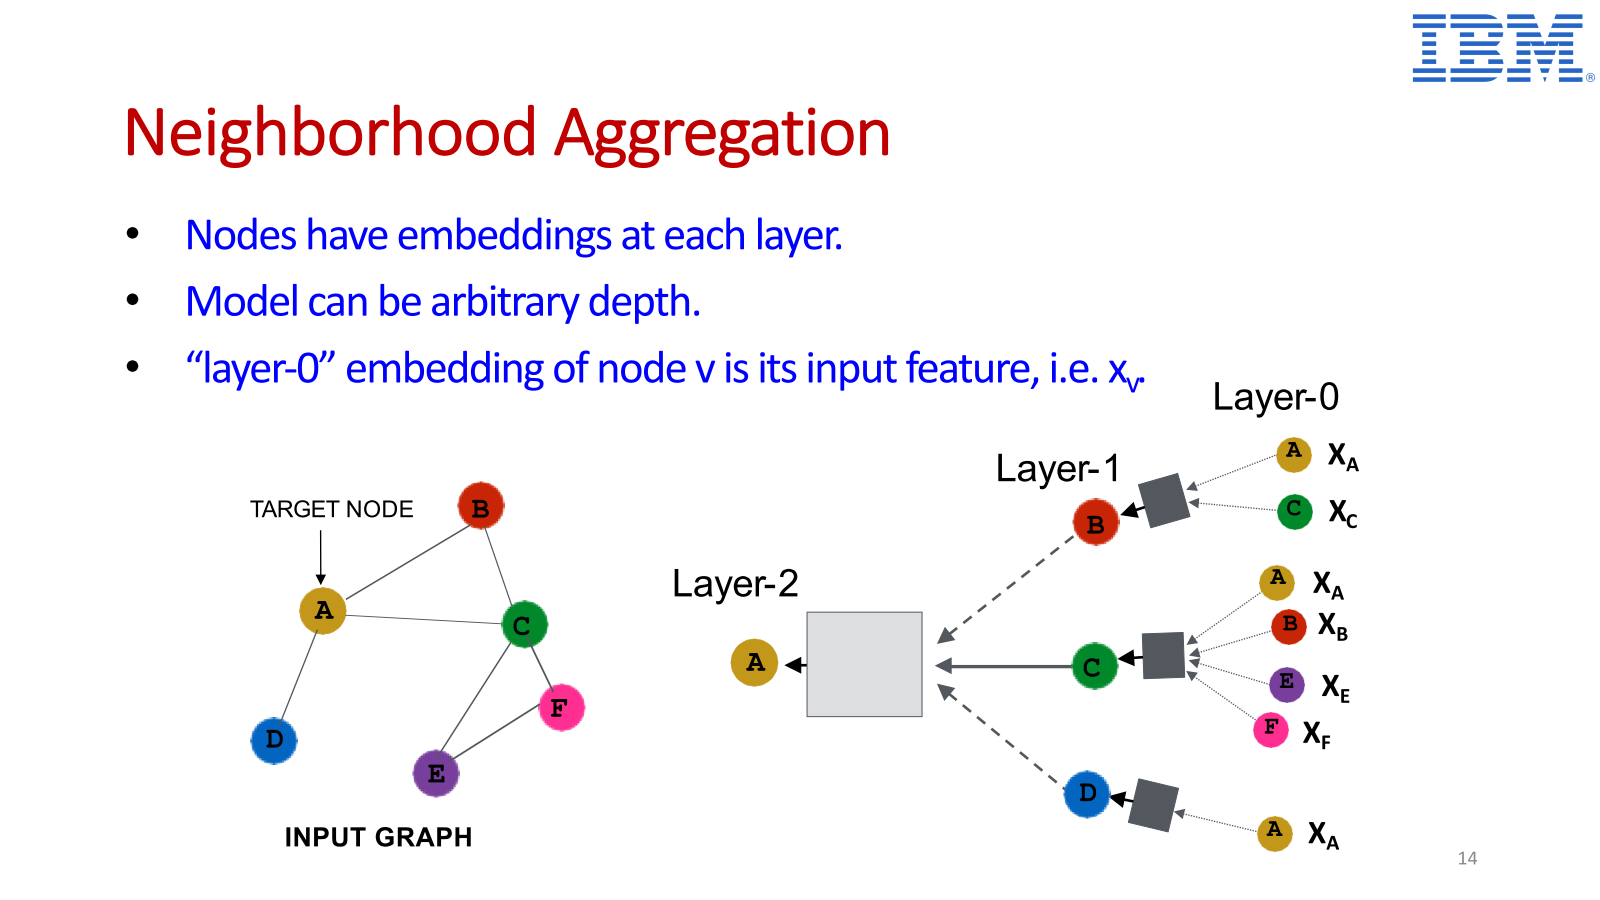 IBM®
Neighborhood Aggregation
• Nodes have embeddings at each layer.
• Model can be arbitrary depth.
• “layer-0” embedding of node v is its input feature, i.e. xᵥ.
TARGET NODE
B
A
C
F
D
E
INPUT GRAPH
Layer-2
A
Layer-1
B
C
D
Layer-0
A X_A
C X_C
A X_A
B X_B
E X_E
F X_F
A X_A
14